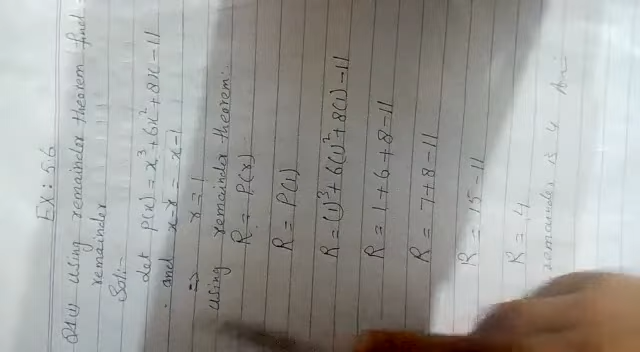 EX: 5.6
Q#(i) Using remainder theorem find
remainder
Sol:-
Let P(x) = x³ + 6x² + 8x - 11
and x - r = x - 1
⇒ r = 1
Using remainder theorem.
R = P(r)
R = P(1)
R = (1)³ + 6(1)² + 8(1) - 11
R = 1 + 6 + 8 - 11
R = 7 + 8 - 11
R = 15 - 11
R = 4
remainder is 4 Ans